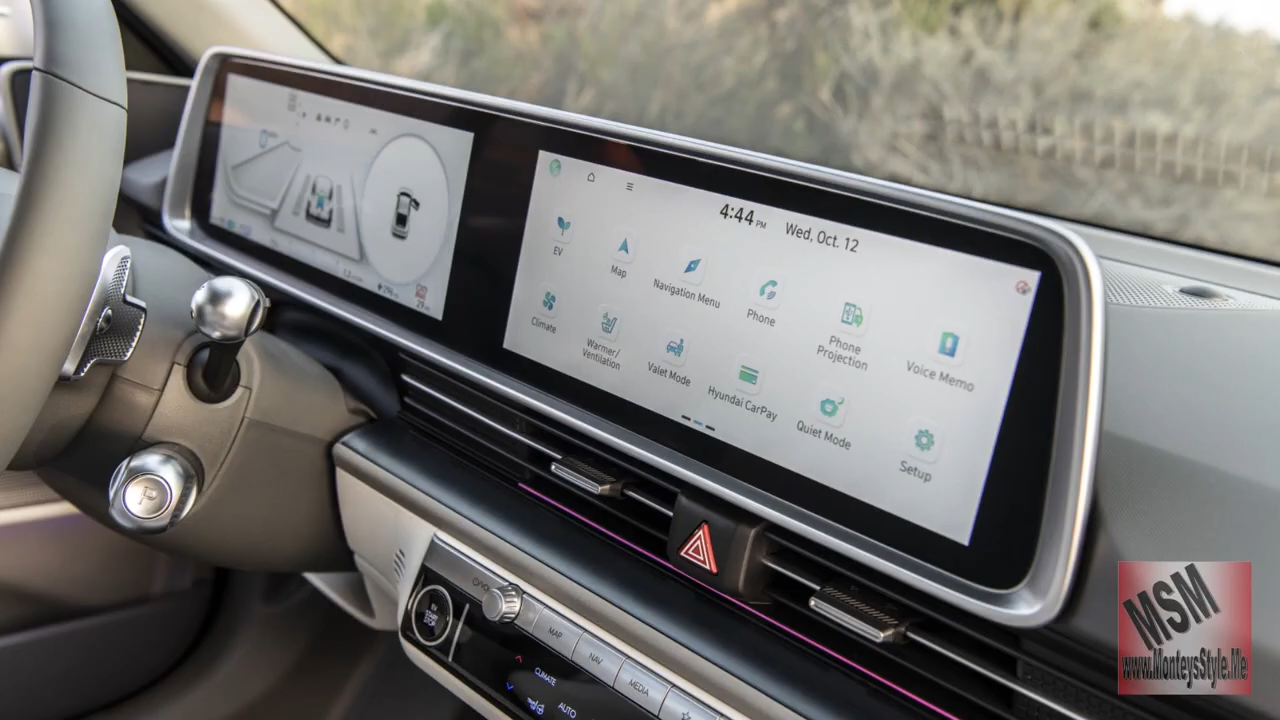 4:44 PM Wed, Oct. 12
EV
Map
Navigation Menu
Phone
Phone
Projection
Voice Memo
Climate
Warmer/
Ventilation
Valet Mode
Hyundai CarPay
Quiet Mode
Setup
P
MAP
NAV
MEDIA
CLIMATE
AUTO
MSM
www.MonteysStyle.Me